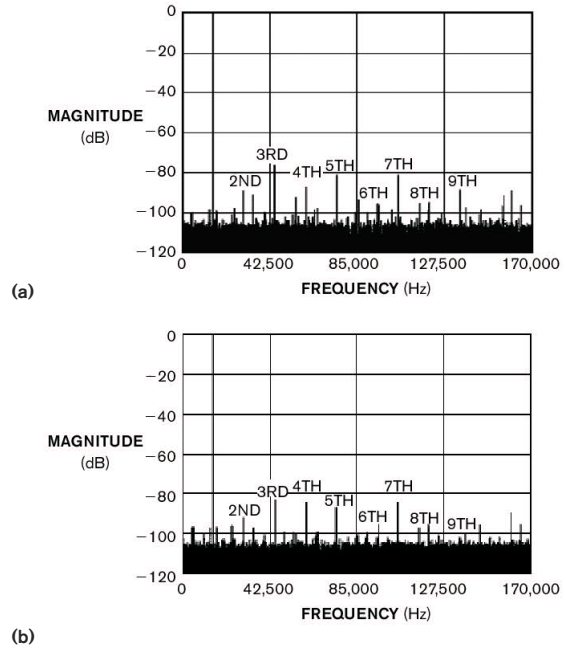 0
−20
−40
−60
−80
−100
−120
MAGNITUDE
(dB)
2ND 3RD 4TH 5TH 6TH 7TH 8TH 9TH
0 42,500 85,000 127,500 170,000
FREQUENCY (Hz)
(a)
0
−20
−40
−60
−80
−100
−120
MAGNITUDE
(dB)
2ND 3RD 4TH 5TH 6TH 7TH 8TH 9TH
0 42,500 85,000 127,500 170,000
FREQUENCY (Hz)
(b)